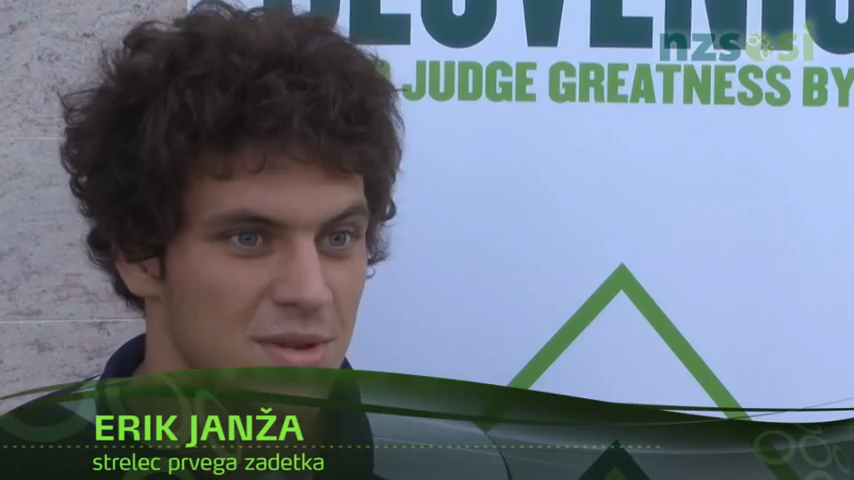 nzs.si
JUDGE GREATNESS BY
ERIK JANŽA
strelec prvega zadetka